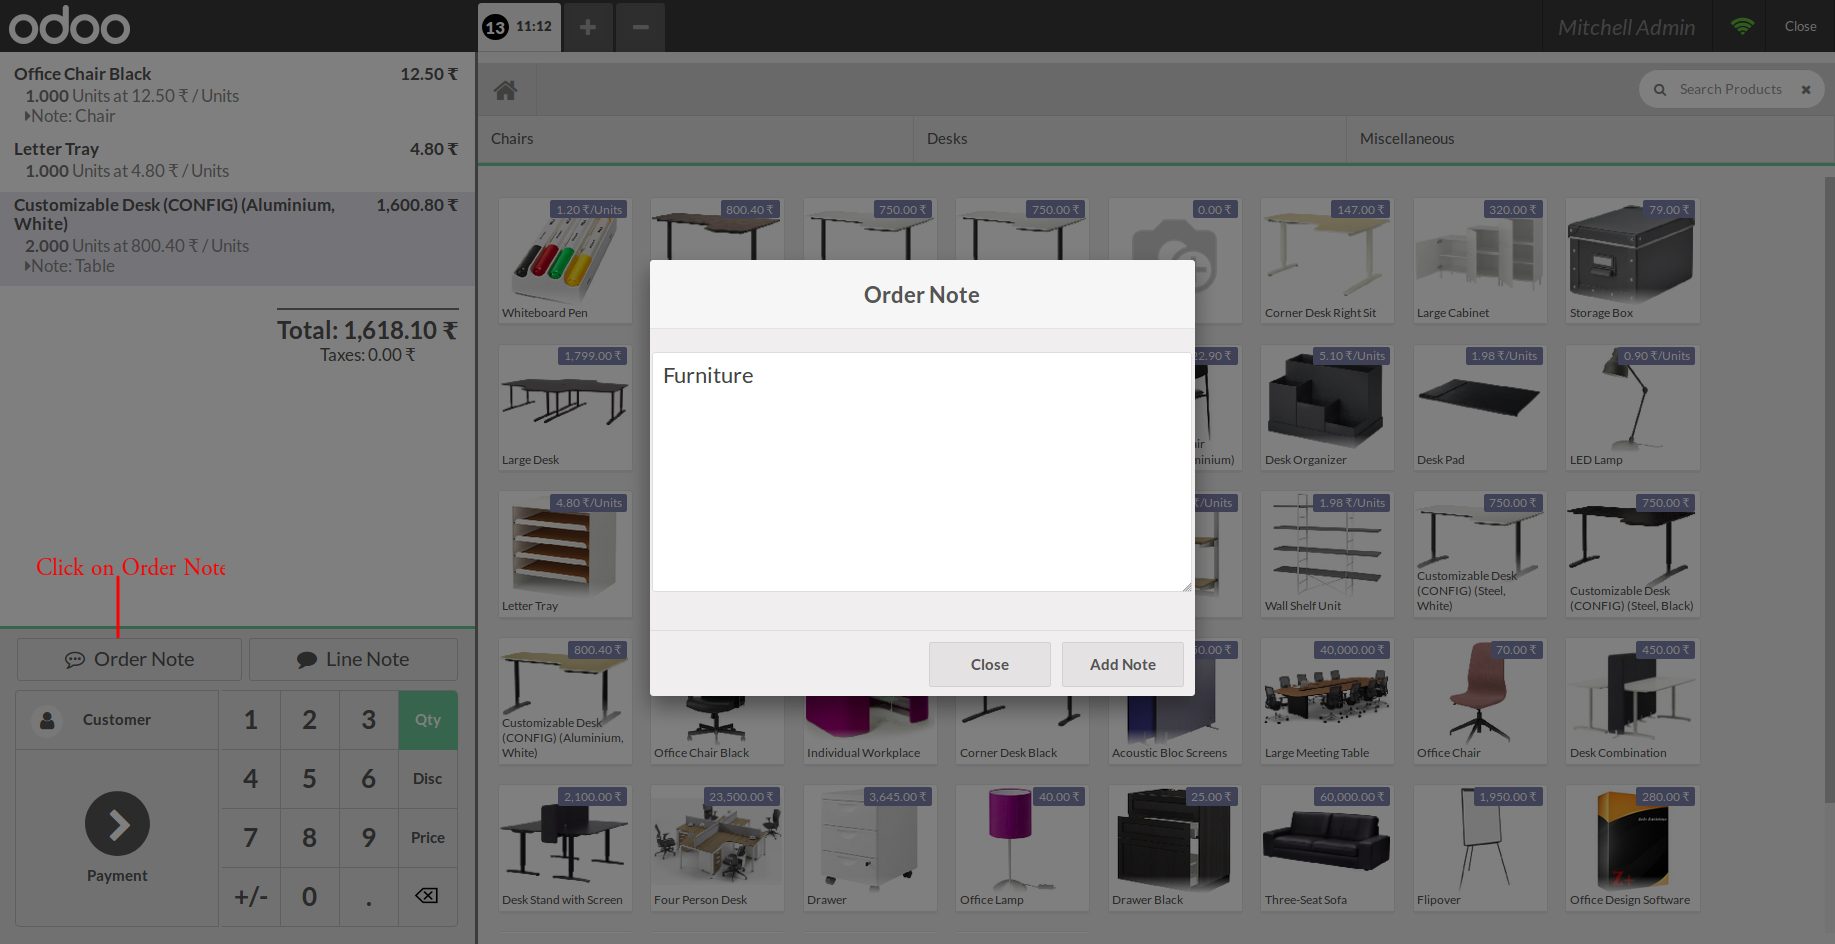 odoo
13 11:12
Mitchell Admin
Close
Office Chair Black 12.50 ₹
1.000 Units at 12.50 ₹ / Units
Note: Chair
Letter Tray 4.80 ₹
1.000 Units at 4.80 ₹ / Units
Customizable Desk (CONFIG) (Aluminium, White) 1,600.80 ₹
2.000 Units at 800.40 ₹ / Units
Note: Table
Total: 1,618.10 ₹
Taxes: 0.00 ₹
Click on Order Note
Order Note
Line Note
Customer
1 2 3 Qty
4 5 6 Disc
7 8 9 Price
+/- 0 .
Payment
Search Products
Chairs
Desks
Miscellaneous
1.20 ₹/Units
Whiteboard Pen
800.40 ₹
750.00 ₹
750.00 ₹
0.00 ₹
147.00 ₹
Corner Desk Right Sit
320.00 ₹
Large Cabinet
79.00 ₹
Storage Box
1,799.00 ₹
Large Desk
22.90 ₹
5.10 ₹/Units
Desk Organizer
1.98 ₹/Units
Desk Pad
0.90 ₹/Units
LED Lamp
4.80 ₹/Units
Letter Tray
₹/Units
1.98 ₹/Units
Wall Shelf Unit
750.00 ₹
Customizable Desk
(CONFIG) (Steel,
White)
750.00 ₹
Customizable Desk
(CONFIG) (Steel, Black)
800.40 ₹
Customizable Desk
(CONFIG) (Aluminium,
White)
Office Chair Black
Individual Workplace
Corner Desk Black
Acoustic Bloc Screens
40,000.00 ₹
Large Meeting Table
70.00 ₹
Office Chair
450.00 ₹
Desk Combination
2,100.00 ₹
Desk Stand with Screen
23,500.00 ₹
Four Person Desk
3,645.00 ₹
Drawer
40.00 ₹
Office Lamp
25.00 ₹
Drawer Black
60,000.00 ₹
Three-Seat Sofa
1,950.00 ₹
Flipover
280.00 ₹
Office Design Software
Order Note
Furniture
Close
Add Note